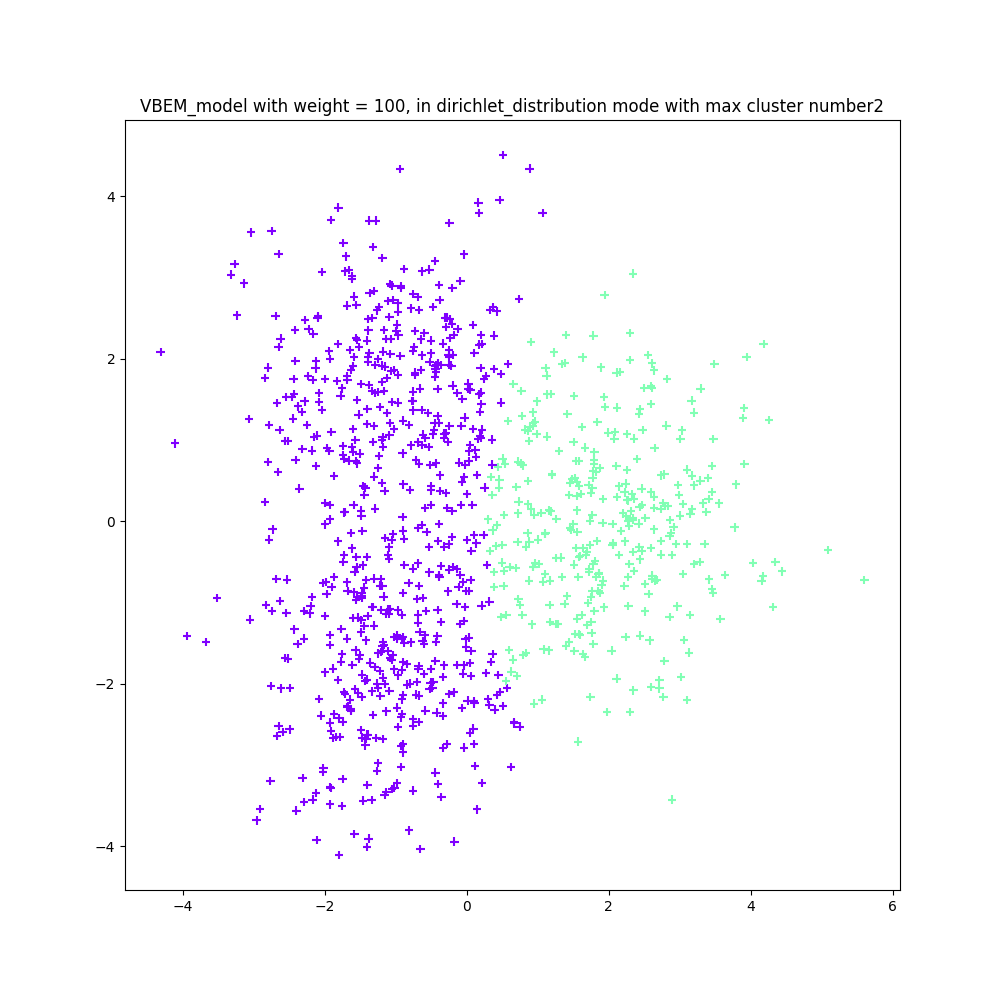 VBEM_model with weight = 100, in dirichlet_distribution mode with max cluster number2
4
2
0
−2
−4
−4 −2 0 2 4 6